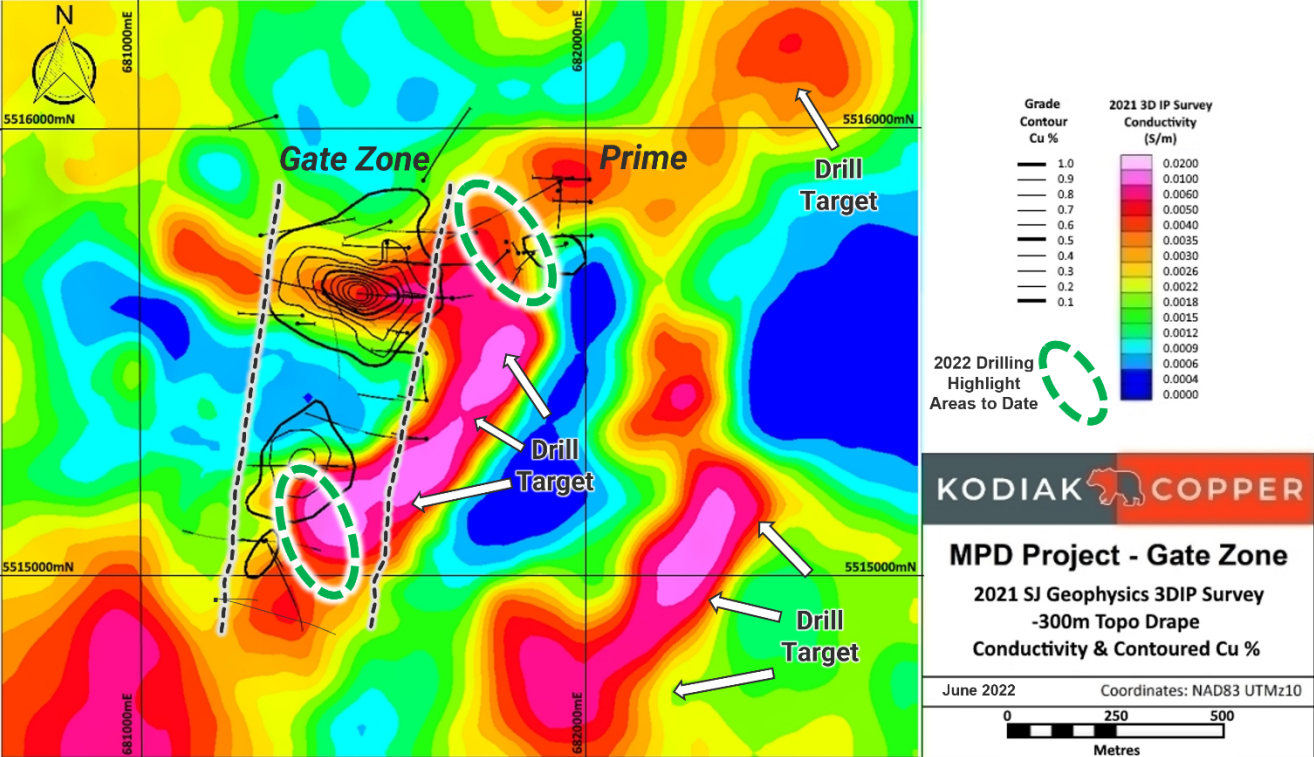 N
681000mE
682000mE
5516000mN
5516000mN
Gate Zone
Prime
Drill
Target
Drill
Target
5515000mN
5515000mN
Drill
Target
681000mE
682000mE
Grade
Contour
Cu %
1.0
0.9
0.8
0.7
0.6
0.5
0.4
0.3
0.2
0.1
2021 3D IP Survey
Conductivity
(S/m)
0.0200
0.0100
0.0060
0.0050
0.0040
0.0035
0.0030
0.0026
0.0022
0.0018
0.0015
0.0012
0.0009
0.0006
0.0004
0.0000
2022 Drilling
Highlight
Areas to Date
KODIAK COPPER
MPD Project - Gate Zone
2021 SJ Geophysics 3DIP Survey
-300m Topo Drape
Conductivity & Contoured Cu %
June 2022
Coordinates: NAD83 UTMz10
0 250 500
Metres